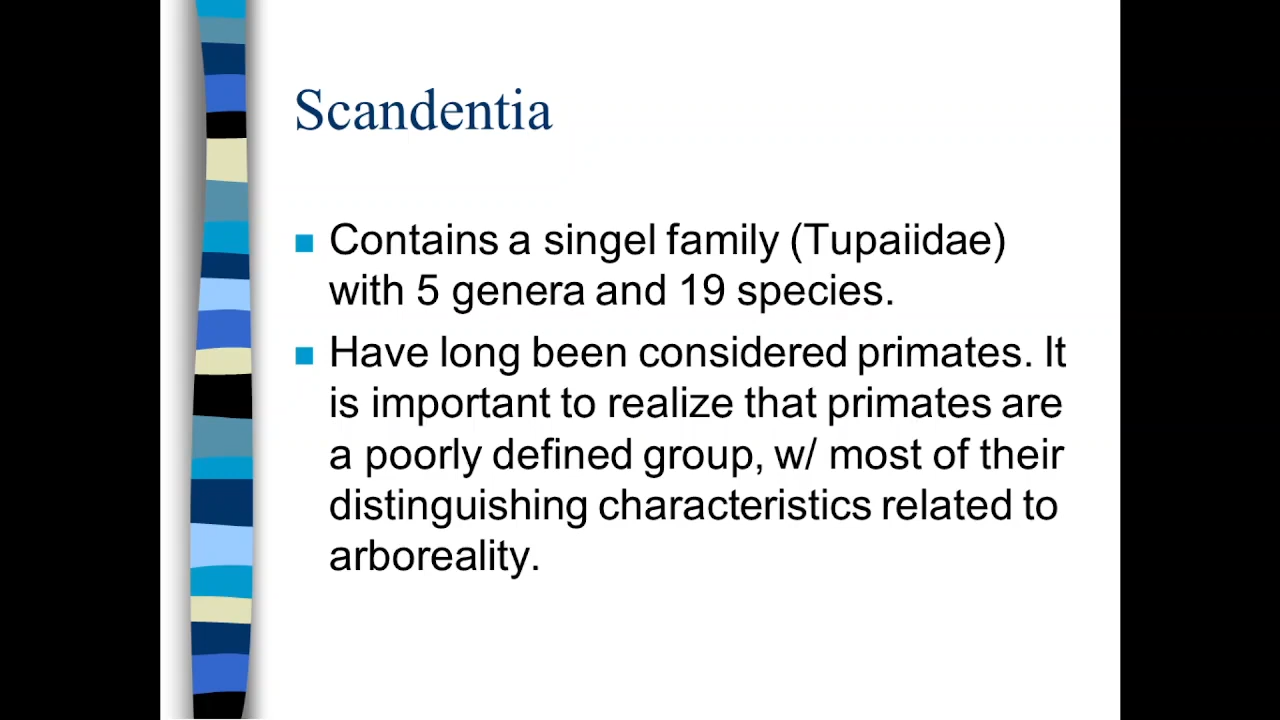 Scandentia
Contains a singel family (Tupaiidae)
with 5 genera and 19 species.
Have long been considered primates. It
is important to realize that primates are
a poorly defined group, w/ most of their
distinguishing characteristics related to
arboreality.